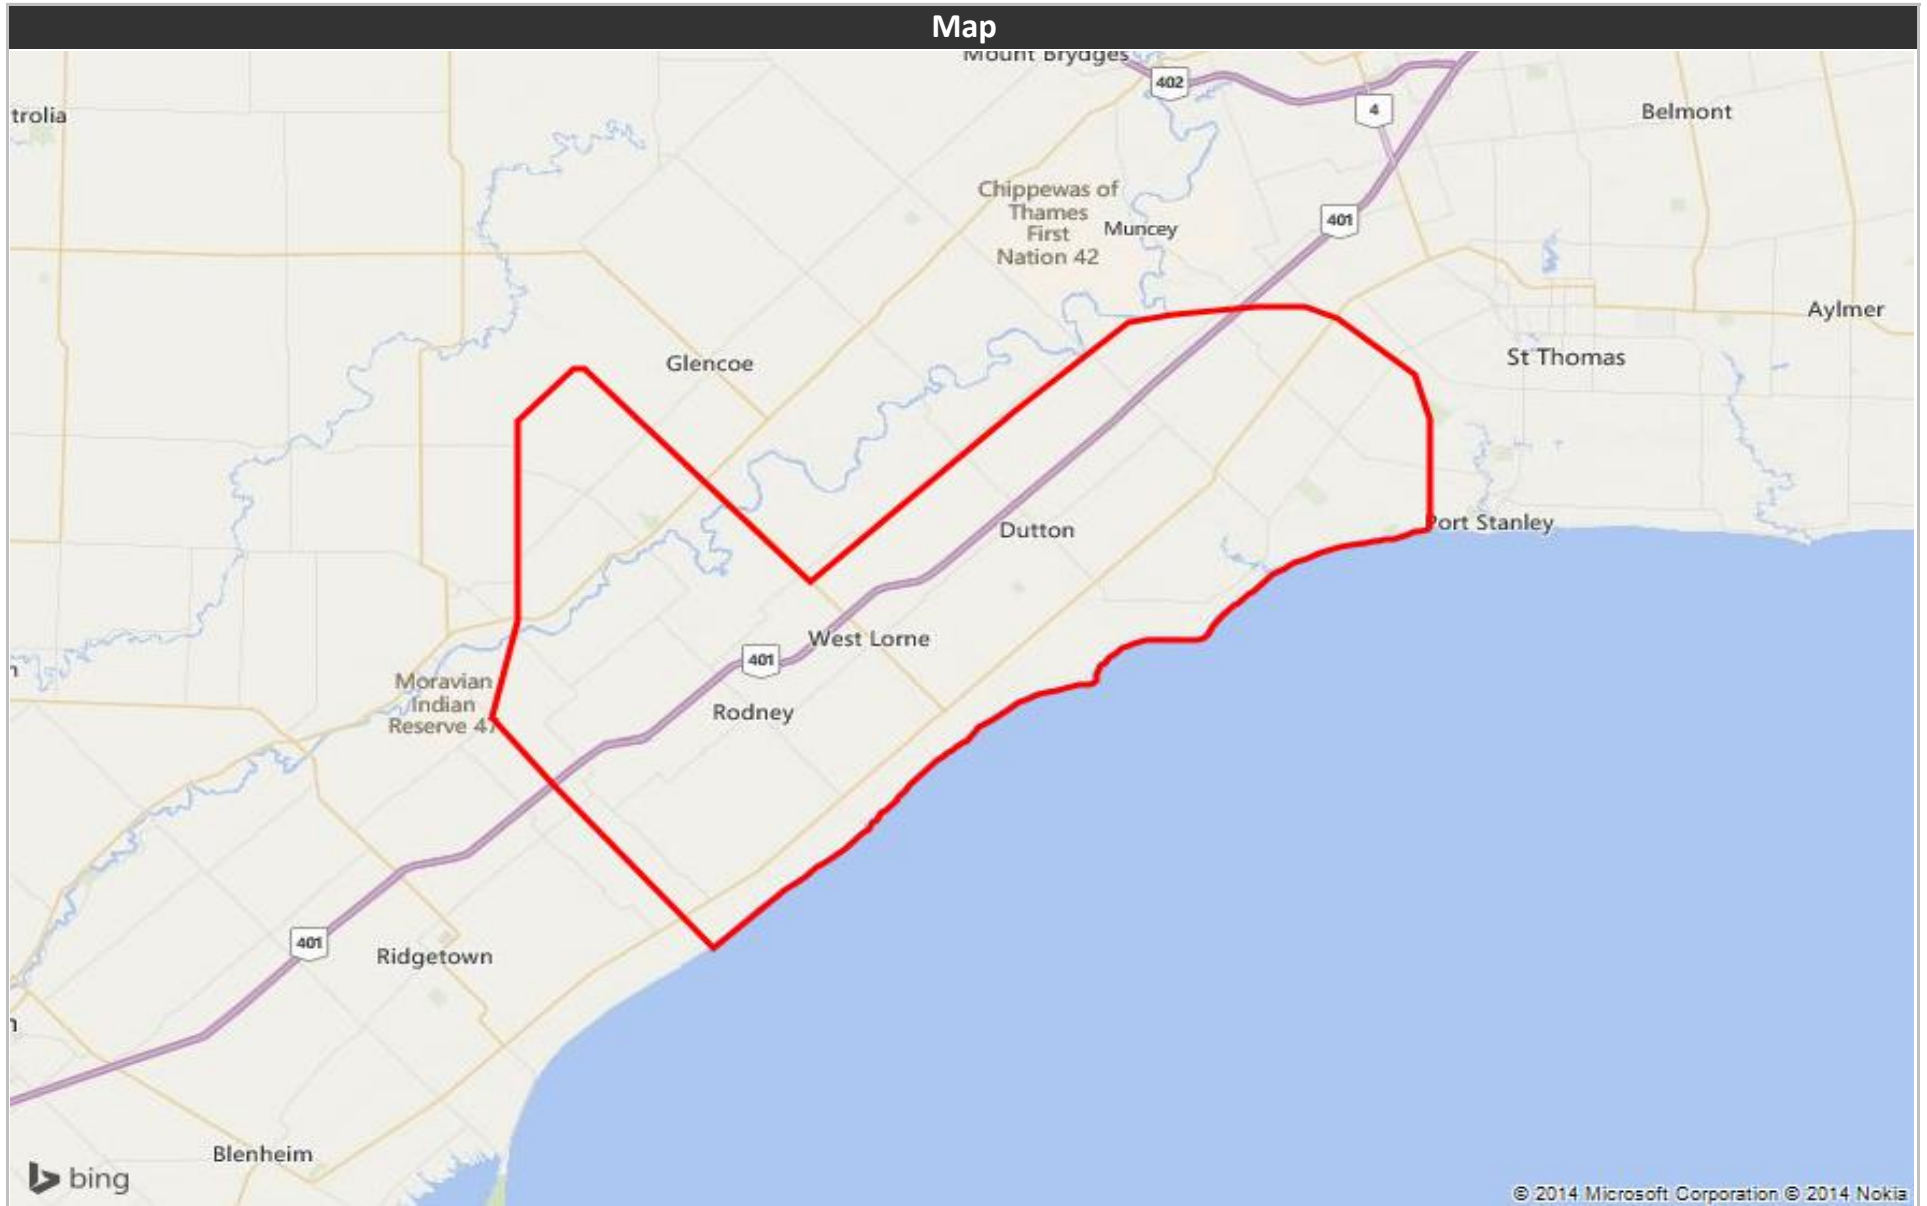 Map
Mount Brydges
402
4
Belmont
trolia
Chippewas of
Thames
First
Nation 42
Muncey
401
Aylmer
St Thomas
Glencoe
Port Stanley
Dutton
West Lorne
401
Moravian
Indian
Reserve 47
Rodney
401
Ridgetown
Blenheim
bing
© 2014 Microsoft Corporation © 2014 Nokia